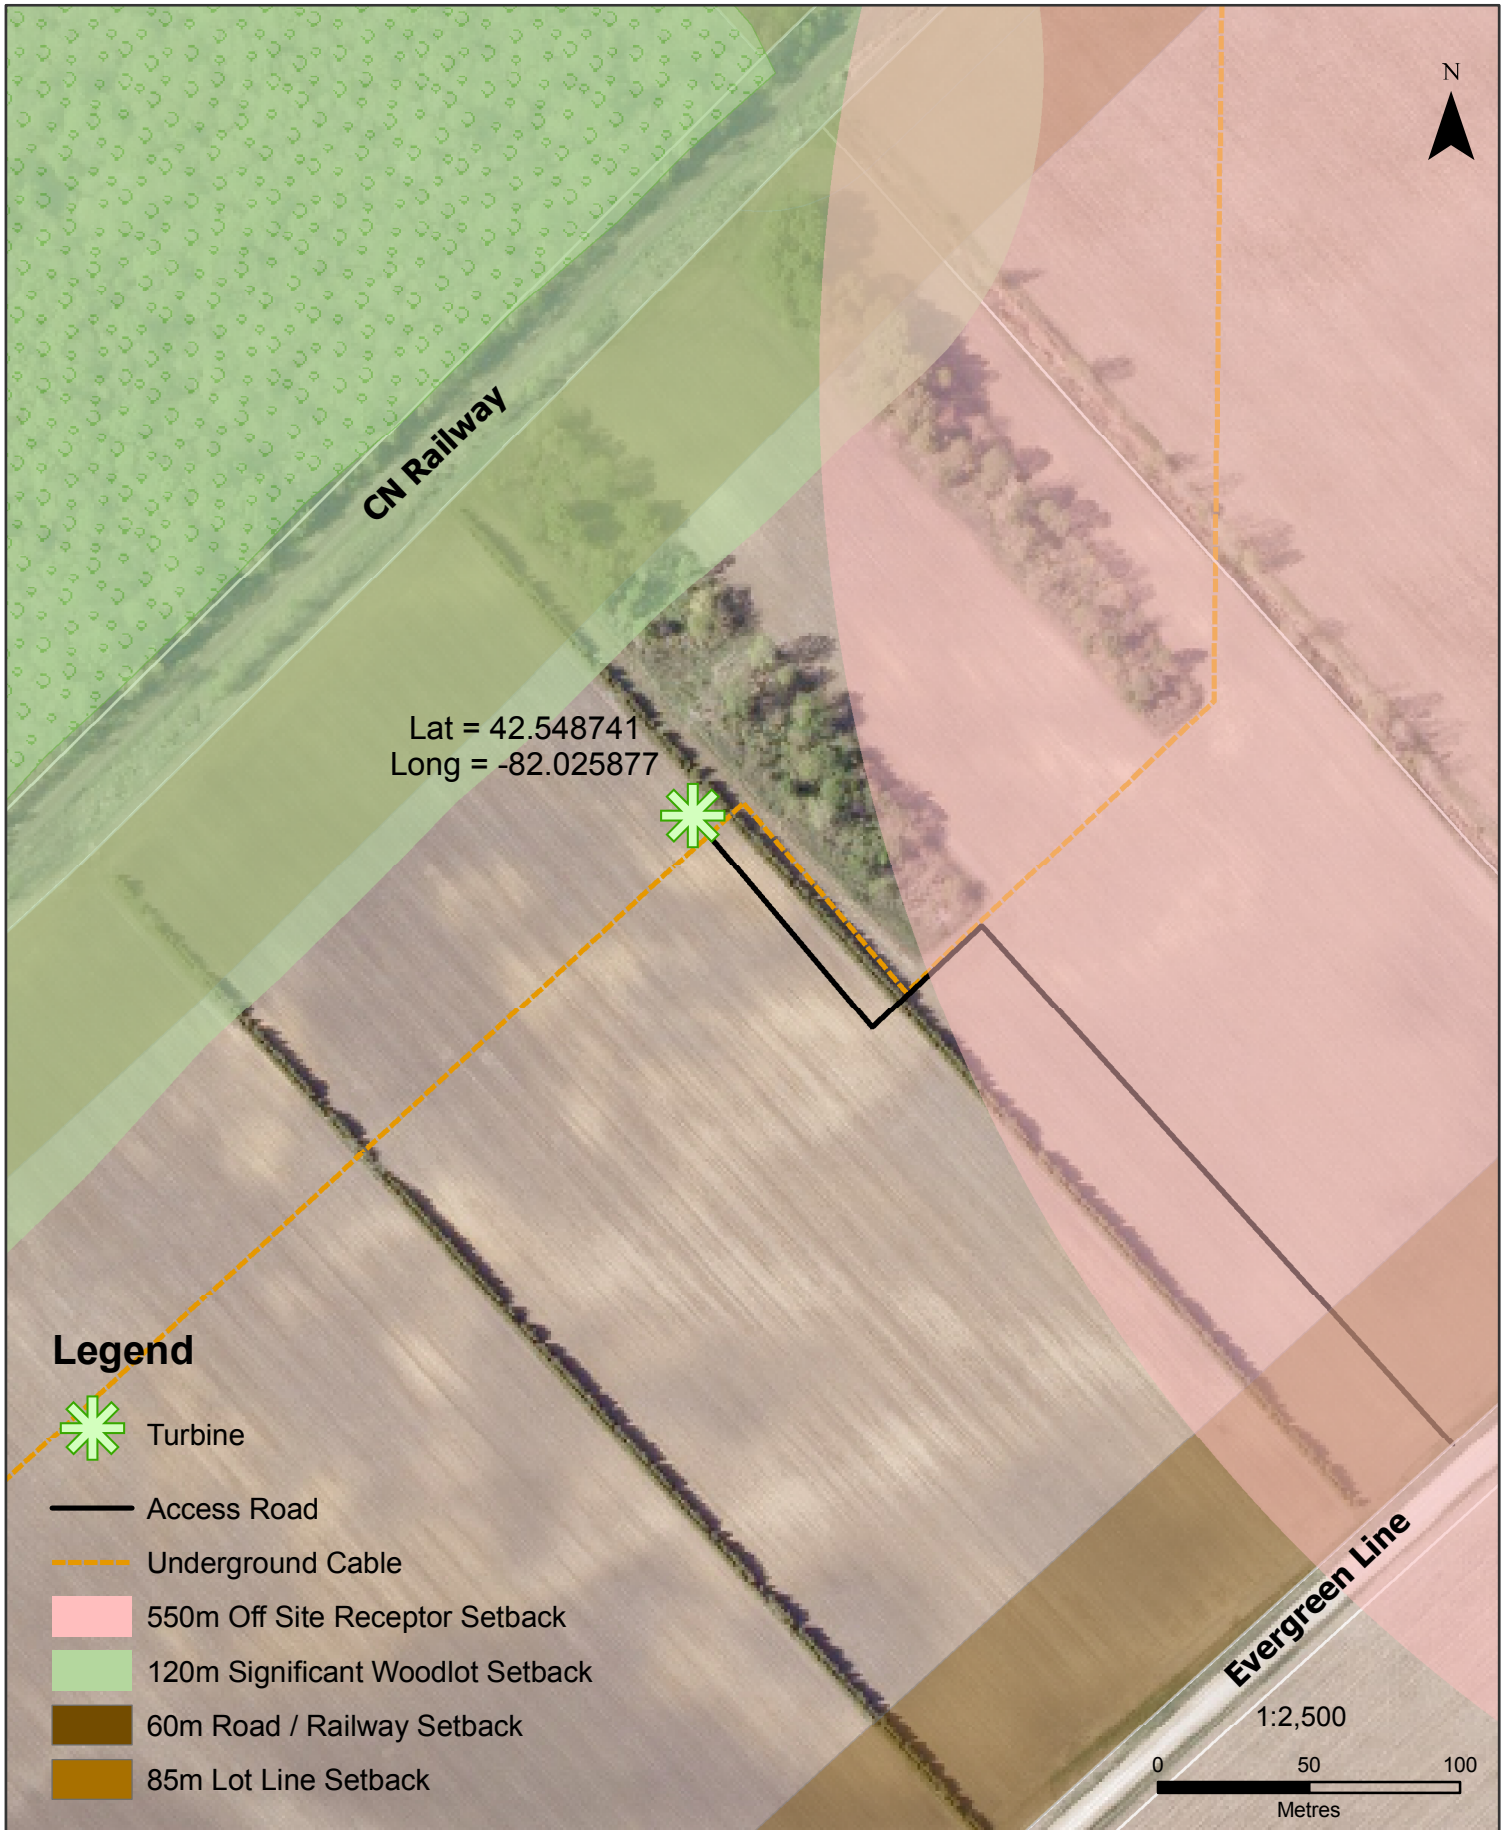 N
CN Railway
Lat = 42.548741
Long = -82.025877
Legend
Turbine
Access Road
Underground Cable
550m Off Site Receptor Setback
120m Significant Woodlot Setback
60m Road / Railway Setback
85m Lot Line Setback
Evergreen Line
1:2,500
0 50 100
Metres